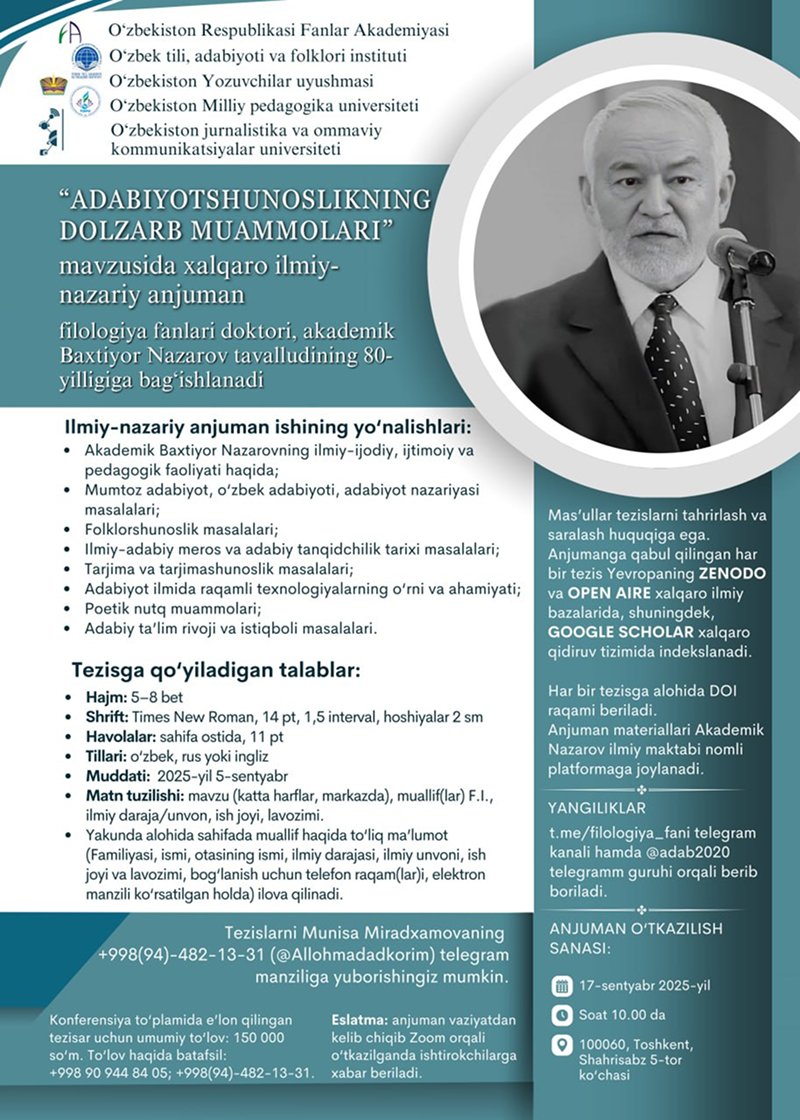 O‘zbekiston Respublikasi Fanlar Akademiyasi
O‘zbek tili, adabiyoti va folklori instituti
O‘zbekiston Yozuvchilar uyushmasi
O‘zbekiston Milliy pedagogika universiteti
O‘zbekiston jurnalistika va ommaviy
kommunikatsiyalar universiteti
“ADABIYOTSHUNOSLIKNING
DOLZARB MUAMMOLARI”
mavzusida xalqaro ilmiy-
nazariy anjuman
filologiya fanlari doktori, akademik
Baxtiyor Nazarov tavalludining 80-
yilligiga bag‘ishlanadi
Ilmiy-nazariy anjuman ishining yo‘nalishlari:
• Akademik Baxtiyor Nazarovning ilmiy-ijodiy, ijtimoiy va
pedagogik faoliyati haqida;
• Mumtoz adabiyot, o‘zbek adabiyoti, adabiyot nazariyasi
masalalari;
• Folklorshunoslik masalalari;
• Ilmiy-adabiy meros va adabiy tanqidchilik tarixi masalalari;
• Tarjima va tarjimashunoslik masalalari;
• Adabiyot ilmida raqamli texnologiyalarning o‘rni va ahamiyati;
• Poetik nutq muammolari;
• Adabiy ta’lim rivoji va istiqboli masalalari.
Tezisga qo‘yiladigan talablar:
• Hajm: 5–8 bet
• Shrift: Times New Roman, 14 pt, 1,5 interval, hoshiyalar 2 sm
• Havolalar: sahifa ostida, 11 pt
• Tillari: o‘zbek, rus yoki ingliz
• Muddati: 2025-yil 5-sentyabr
• Matn tuzilishi: mavzu (katta harflar, markazda), muallif(lar) F.I.,
ilmiy daraja/unvon, ish joyi, lavozimi.
• Yakunda alohida sahifada muallif haqida to‘liq ma’lumot
(Familiyasi, ismi, otasining ismi, ilmiy darajasi, ilmiy unvoni, ish
joyi va lavozimi, bog‘lanish uchun telefon raqam(lar)i, elektron
manzili ko‘rsatilgan holda) ilova qilinadi.
Tezislarni Munisa Miradxamovaning
+998(94)-482-13-31 (@Allohmadadkorim) telegram
manziliga yuborishingiz mumkin.
Konferensiya to‘plamida e’lon qilingan
tezisar uchun umumiy to‘lov: 150 000
so‘m. To‘lov haqida batafsil:
+998 90 944 84 05; +998(94)-482-13-31.
Eslatma: anjuman vaziyatdan
kelib chiqib Zoom orqali
o‘tkazilganda ishtirokchilarga
xabar beriladi.
Mas’ullar tezislarni tahrirlash va
saralash huquqiga ega.
Anjumanga qabul qilingan har
bir tezis Yevropaning ZENODO
va OPEN AIRE xalqaro ilmiy
bazalarida, shuningdek,
GOOGLE SCHOLAR xalqaro
qidiruv tizimida indekslanadi.
Har bir tezisga alohida DOI
raqami beriladi.
Anjuman materiallari Akademik
Nazarov ilmiy maktabi nomli
platformaga joylanadi.
YANGILIKLAR
t.me/filologiya_fani telegram
kanali hamda @adab2020
telegramm guruhi orqali berib
boriladi.
ANJUMAN O‘TKAZILISH
SANASI:
17-sentyabr 2025-yil
Soat 10.00 da
100060, Toshkent,
Shahrisabz 5-tor
ko‘chasi